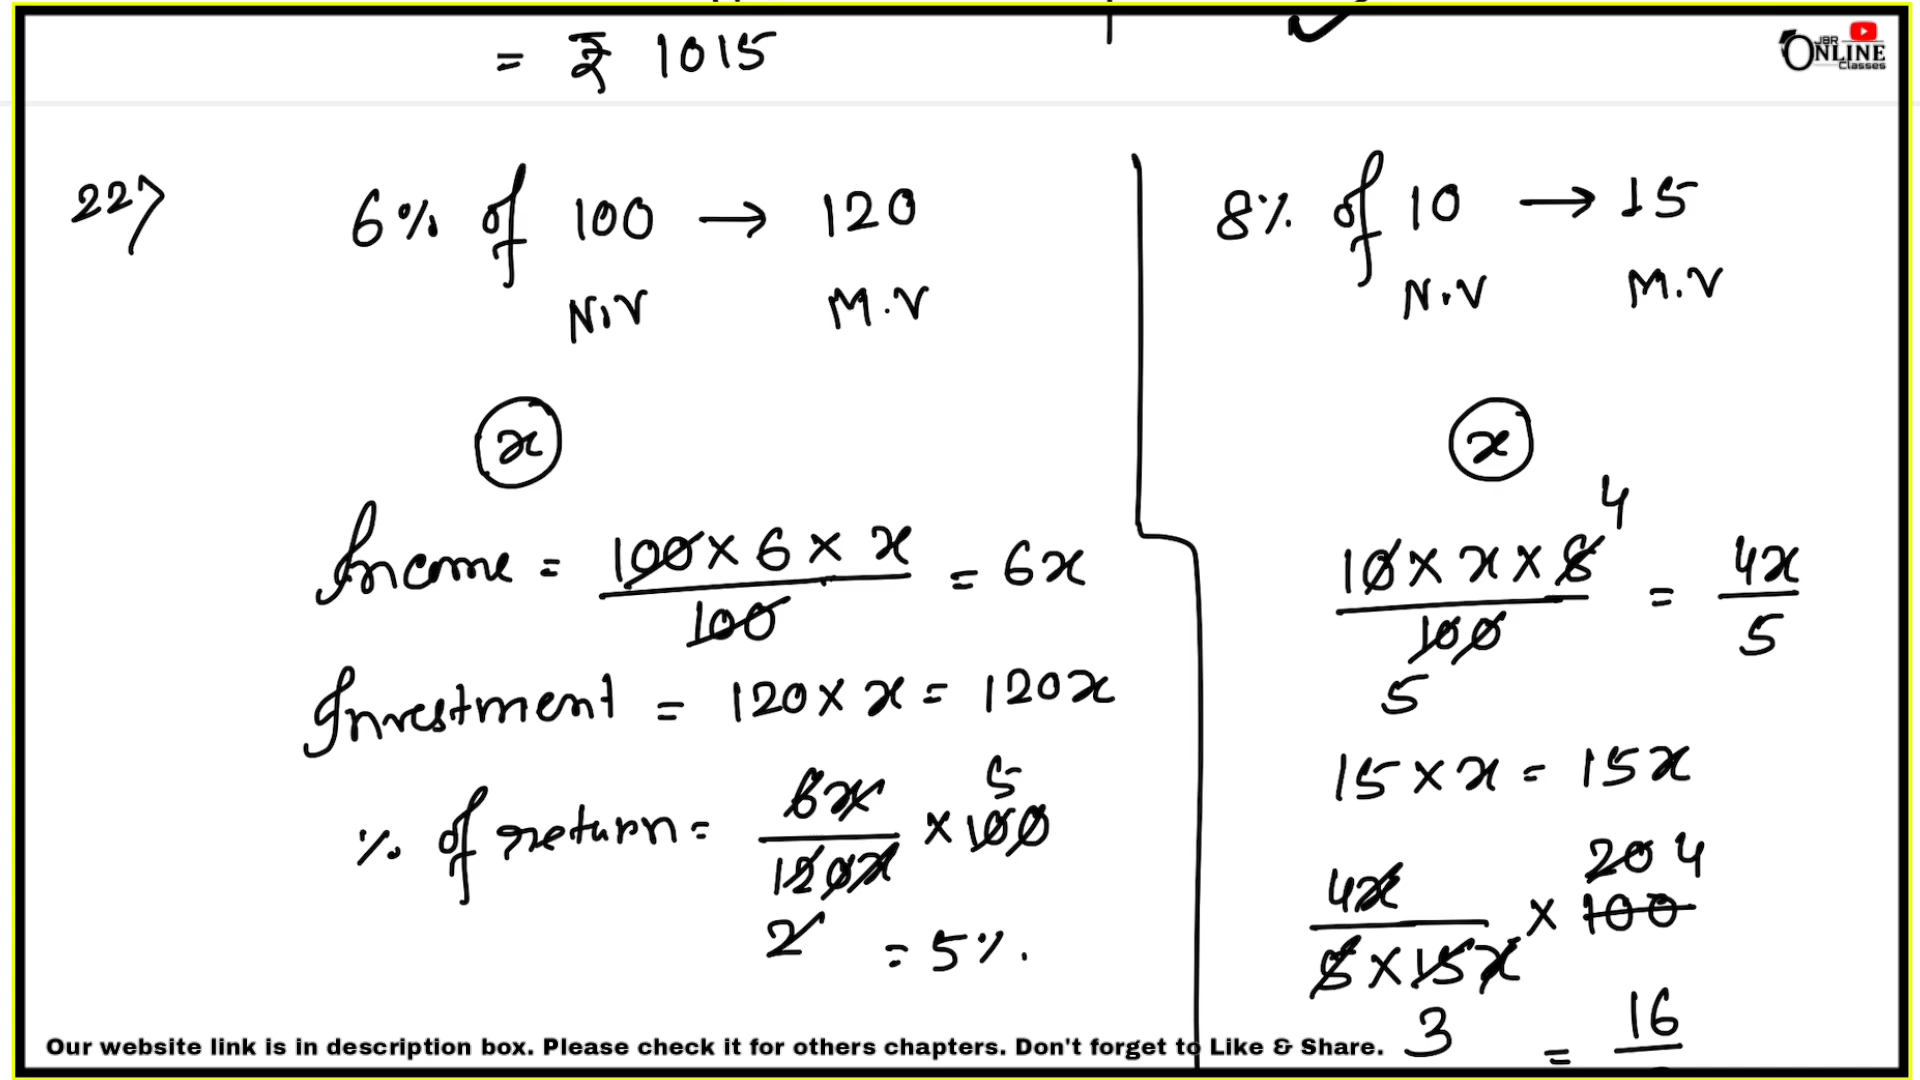 = ₹ 1015
JBR
ONLINE
Classes
22>
6% of 100 → 120
N.V M.V
x
Income = 100 × 6 × x / 100 = 6x
Investment = 120 × x = 120x
% of return = 6x / 120x × 100
5
2
= 5%.
8% of 10 → 15
N.V M.V
x
4
10 × x × 8 / 100 = 4x / 5
5
15 × x = 15x
20 4
4x / 5 × 15x × 100
3
= 16
Our website link is in description box. Please check it for others chapters. Don't forget to Like & Share.